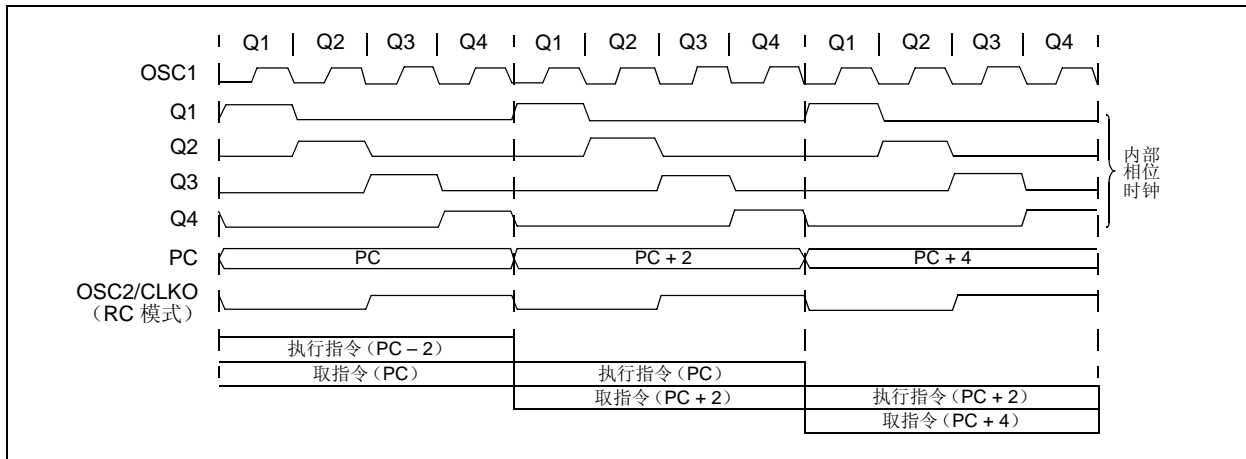 Q1 Q2 Q3 Q4 Q1 Q2 Q3 Q4 Q1 Q2 Q3 Q4
OSC1
Q1
Q2
Q3
Q4
内部
相位
时钟
PC PC PC + 2 PC + 4
OSC2/CLKO
（RC 模式）
执行指令（PC – 2）
取指令（PC） 执行指令（PC）
取指令（PC + 2） 执行指令（PC + 2）
取指令（PC + 4）